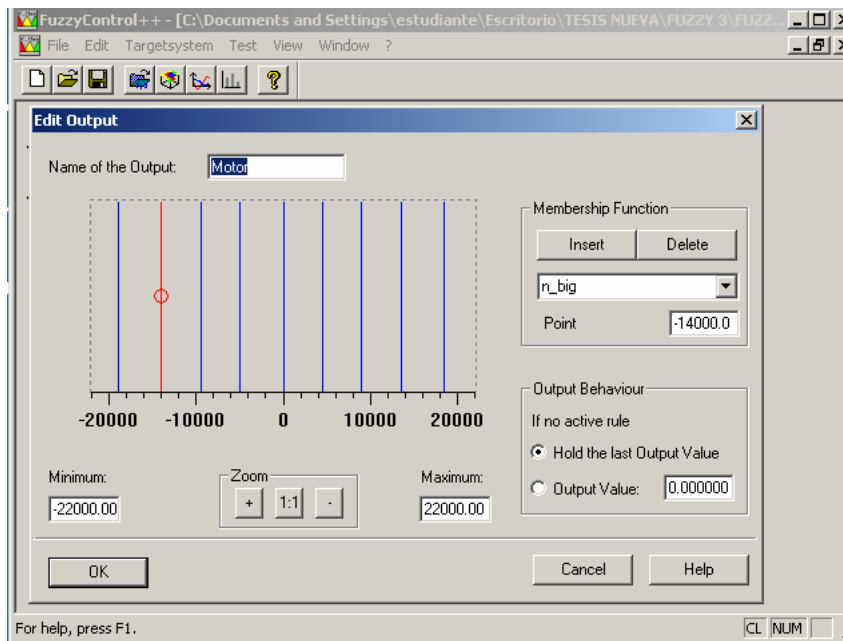 FuzzyControl++ - [C:\Documents and Settings\estudiante\Escritorio\TESIS NUEVA\FUZZY 3\FUZZ...
File Edit Targetsystem Test View Window ?
Edit Output
Name of the Output: Motor
Membership Function
Insert Delete
n_big
Point -14000.0
-20000 -10000 0 10000 20000
Output Behaviour
If no active rule
Hold the last Output Value
Output Value: 0.000000
Minimum: Zoom Maximum:
-22000.00 + 1:1 - 22000.00
OK Cancel Help
For help, press F1. CL NUM